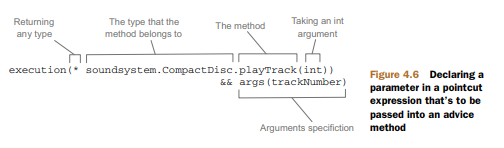 Returning
any type
The type that the
method belongs to
The method
Taking an int
argument
execution(* soundsystem.CompactDisc.playTrack(int))
&& args(trackNumber)
Arguments specifiction
Figure 4.6 Declaring a
parameter in a pointcut
expression that's to be
passed into an advice
method